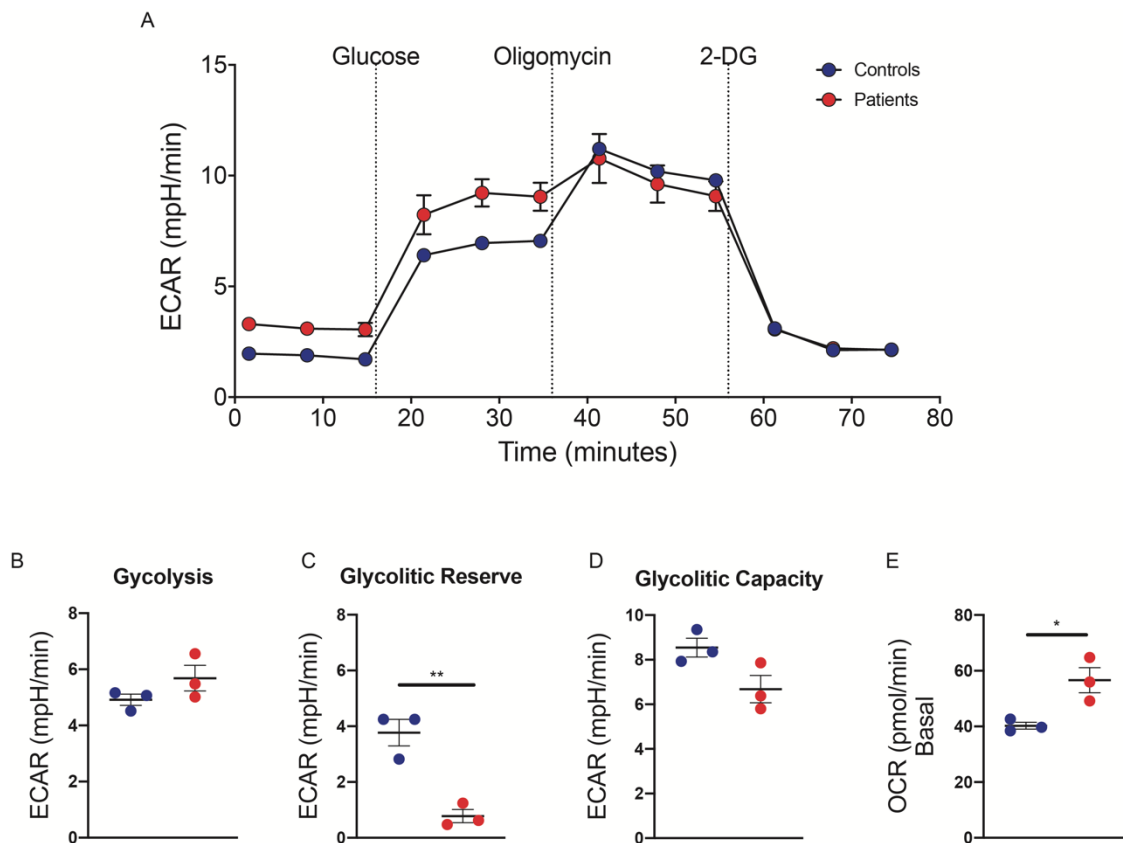 A
Glucose
Oligomycin
2-DG
Controls
Patients
15
10
5
0
ECAR (mpH/min)
0 10 20 30 40 50 60 70 80
Time (minutes)
B
Gycolysis
8
6
4
2
0
ECAR (mpH/min)
C
Glycolitic Reserve
**
8
6
4
2
0
ECAR (mpH/min)
D
Glycolitic Capacity
10
8
6
4
2
0
ECAR (mpH/min)
E
*
80
60
40
20
0
OCR (pmol/min)
Basal